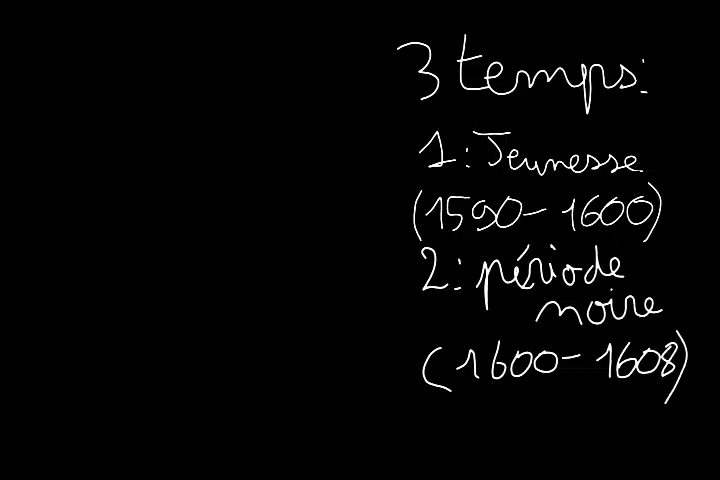 3 temps:
1: Jeunesse
(1590-1600)
2: période
noire
(1600-1608)